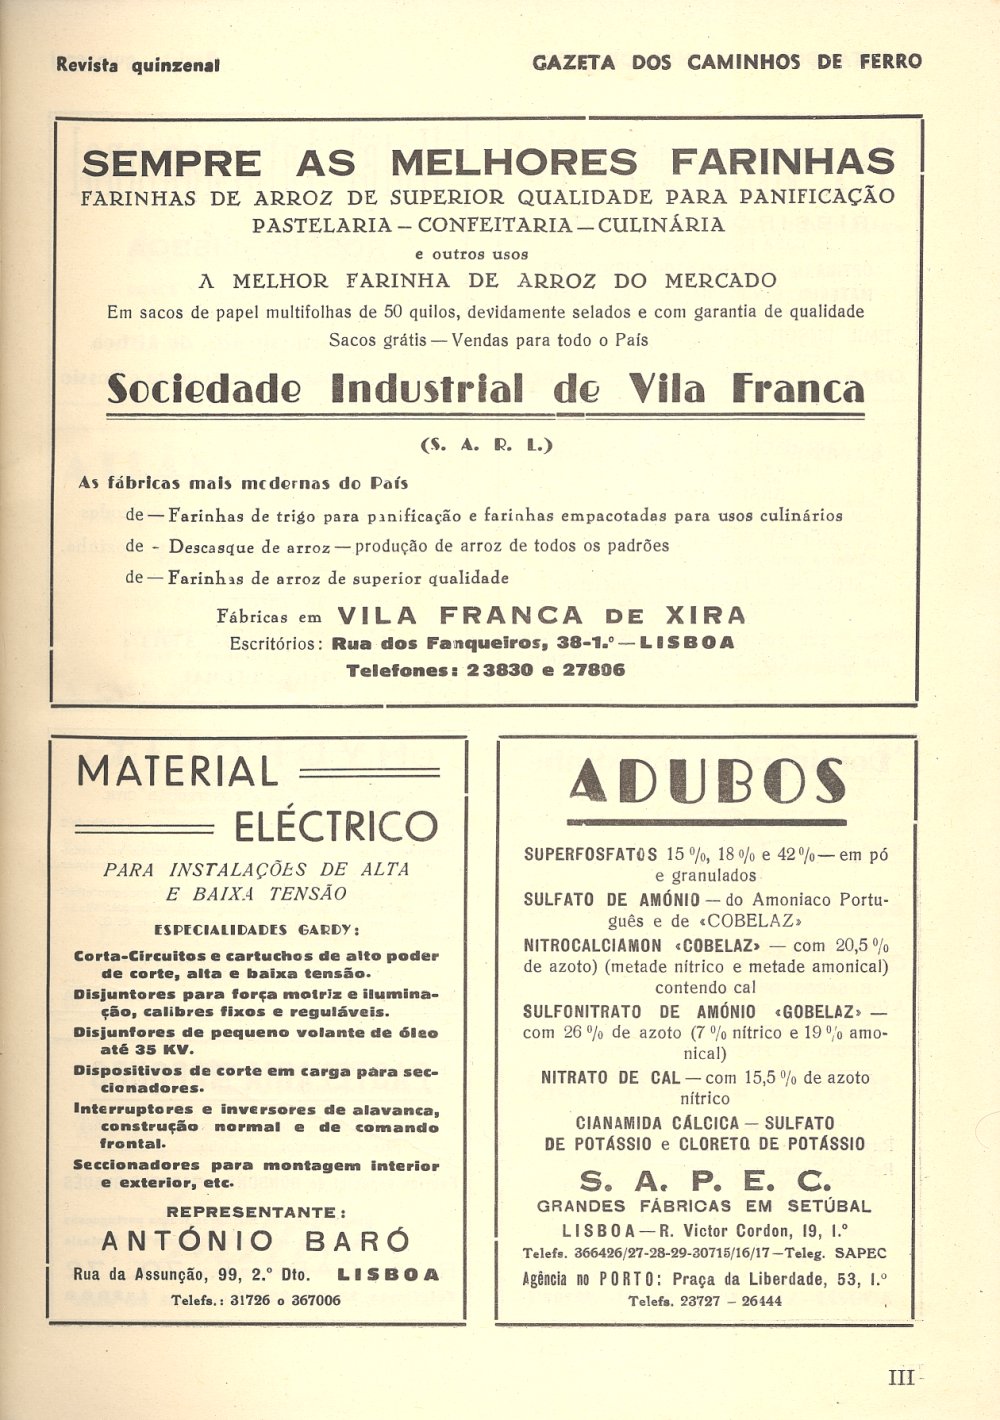 Revista quinzenal
GAZETA DOS CAMINHOS DE FERRO
SEMPRE AS MELHORES FARINHAS
FARINHAS DE ARROZ DE SUPERIOR QUALIDADE PARA PANIFICAÇÃO
PASTELARIA — CONFEITARIA — CULINÁRIA
e outros usos
A MELHOR FARINHA DE ARROZ DO MERCADO
Em sacos de papel multifolhas de 50 quilos, devidamente selados e com garantia de qualidade
Sacos grátis — Vendas para todo o País
Sociedade Industrial de Vila Franca
(S. A. R. L.)
As fábricas mais modernas do País
de — Farinhas de trigo para panificação e farinhas empacotadas para usos culinários
de - Descasque de arroz — produção de arroz de todos os padrões
de — Farinhas de arroz de superior qualidade
Fábricas em VILA FRANCA DE XIRA
Escritórios: Rua dos Fanqueiros, 38-1.º — LISBOA
Telefones: 23830 e 27806
MATERIAL
ELÉCTRICO
PARA INSTALAÇÕES DE ALTA
E BAIXA TENSÃO
ESPECIALIDADES GARDY:
Corta-Circuitos e cartuchos de alto poder
de corte, alta e baixa tensão.
Disjuntores para força motriz e ilumina-
ção, calibres fixos e reguláveis.
Disjuntores de pequeno volante de óleo
até 35 KV.
Dispositivos de corte em carga para sec-
cionadores.
Interruptores e inversores de alavanca,
construção normal e de comando
frontal.
Seccionadores para montagem interior
e exterior, etc.
REPRESENTANTE:
ANTÓNIO BARÓ
Rua da Assunção, 99, 2.º Dto. LISBOA
Telefs.: 31726 o 367006
ADUBOS
SUPERFOSFATOS 15 %, 18 % e 42 % — em pó
e granulados
SULFATO DE AMÓNIO — do Amoniaco Portu-
guês e de «COBELAZ»
NITROCALCIAMON «COBELAZ» — com 20,5 %
de azoto) (metade nítrico e metade amonical)
contendo cal
SULFONITRATO DE AMÓNIO «GOBELAZ» —
com 26 % de azoto (7 % nítrico e 19 % amo-
nical)
NITRATO DE CAL — com 15,5 % de azoto
nítrico
CIANAMIDA CÁLCICA — SULFATO
DE POTÁSSIO e CLORETO DE POTÁSSIO
S. A. P. E. C.
GRANDES FÁBRICAS EM SETÚBAL
LISBOA — R. Victor Cordon, 19, 1.º
Telefs. 366426/27-28-29-30715/16/17 — Teleg. SAPEC
Agência no PORTO: Praça da Liberdade, 53, 1.º
Telefs. 23727 - 26444
III